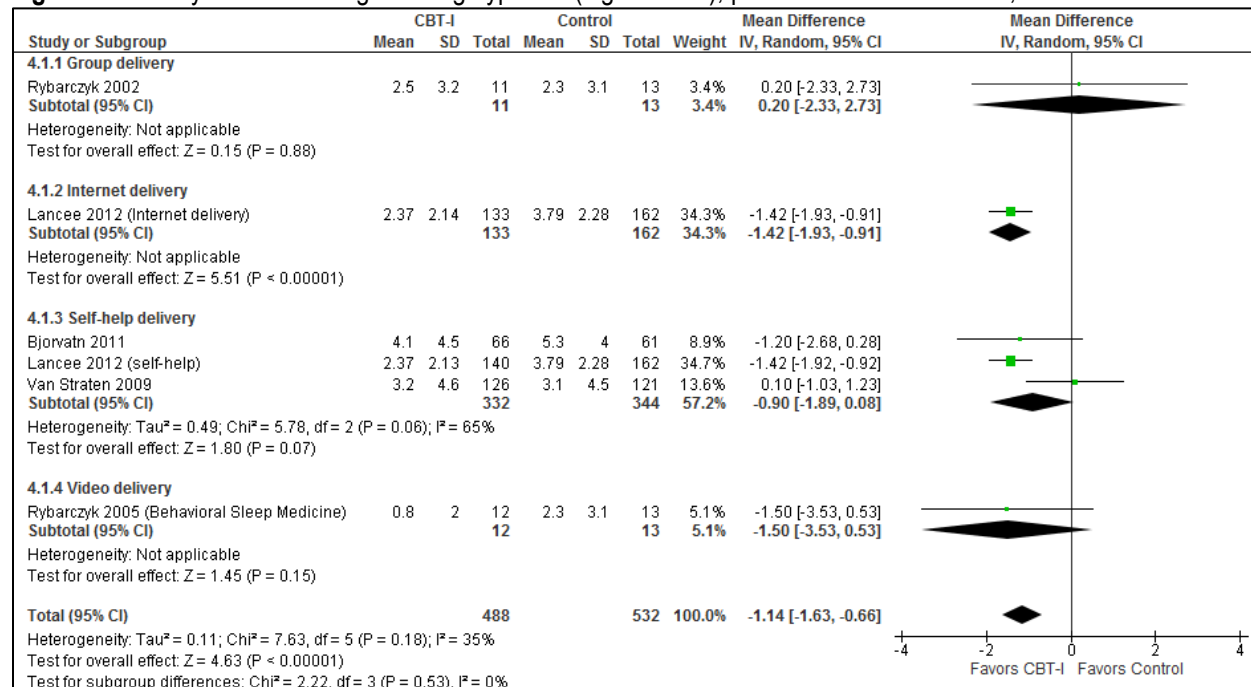 CBT-I Control Mean Difference Mean Difference
Study or Subgroup Mean SD Total Mean SD Total Weight IV, Random, 95% CI IV, Random, 95% CI
4.1.1 Group delivery
Rybarczyk 2002 2.5 3.2 11 2.3 3.1 13 3.4% 0.20 [-2.33, 2.73]
Subtotal (95% CI) 11 13 3.4% 0.20 [-2.33, 2.73]
Heterogeneity: Not applicable
Test for overall effect: Z = 0.15 (P = 0.88)
4.1.2 Internet delivery
Lancee 2012 (Internet delivery) 2.37 2.14 133 3.79 2.28 162 34.3% -1.42 [-1.93, -0.91]
Subtotal (95% CI) 133 162 34.3% -1.42 [-1.93, -0.91]
Heterogeneity: Not applicable
Test for overall effect: Z = 5.51 (P < 0.00001)
4.1.3 Self-help delivery
Bjorvatn 2011 4.1 4.5 66 5.3 4 61 8.9% -1.20 [-2.68, 0.28]
Lancee 2012 (self-help) 2.37 2.13 140 3.79 2.28 162 34.7% -1.42 [-1.92, -0.92]
Van Straten 2009 3.2 4.6 126 3.1 4.5 121 13.6% 0.10 [-1.03, 1.23]
Subtotal (95% CI) 332 344 57.2% -0.90 [-1.89, 0.08]
Heterogeneity: Tau² = 0.49; Chi² = 5.78, df = 2 (P = 0.06); I² = 65%
Test for overall effect: Z = 1.80 (P = 0.07)
4.1.4 Video delivery
Rybarczyk 2005 (Behavioral Sleep Medicine) 0.8 2 12 2.3 3.1 13 5.1% -1.50 [-3.53, 0.53]
Subtotal (95% CI) 12 13 5.1% -1.50 [-3.53, 0.53]
Heterogeneity: Not applicable
Test for overall effect: Z = 1.45 (P = 0.15)
Total (95% CI) 488 532 100.0% -1.14 [-1.63, -0.66]
Heterogeneity: Tau² = 0.11; Chi² = 7.63, df = 5 (P = 0.18); I² = 35%
Test for overall effect: Z = 4.63 (P < 0.00001)
Test for subgroup differences: Chi² = 2.22, df = 3 (P = 0.53), I² = 0%
-4 -2 0 2 4
Favors CBT-I Favors Control